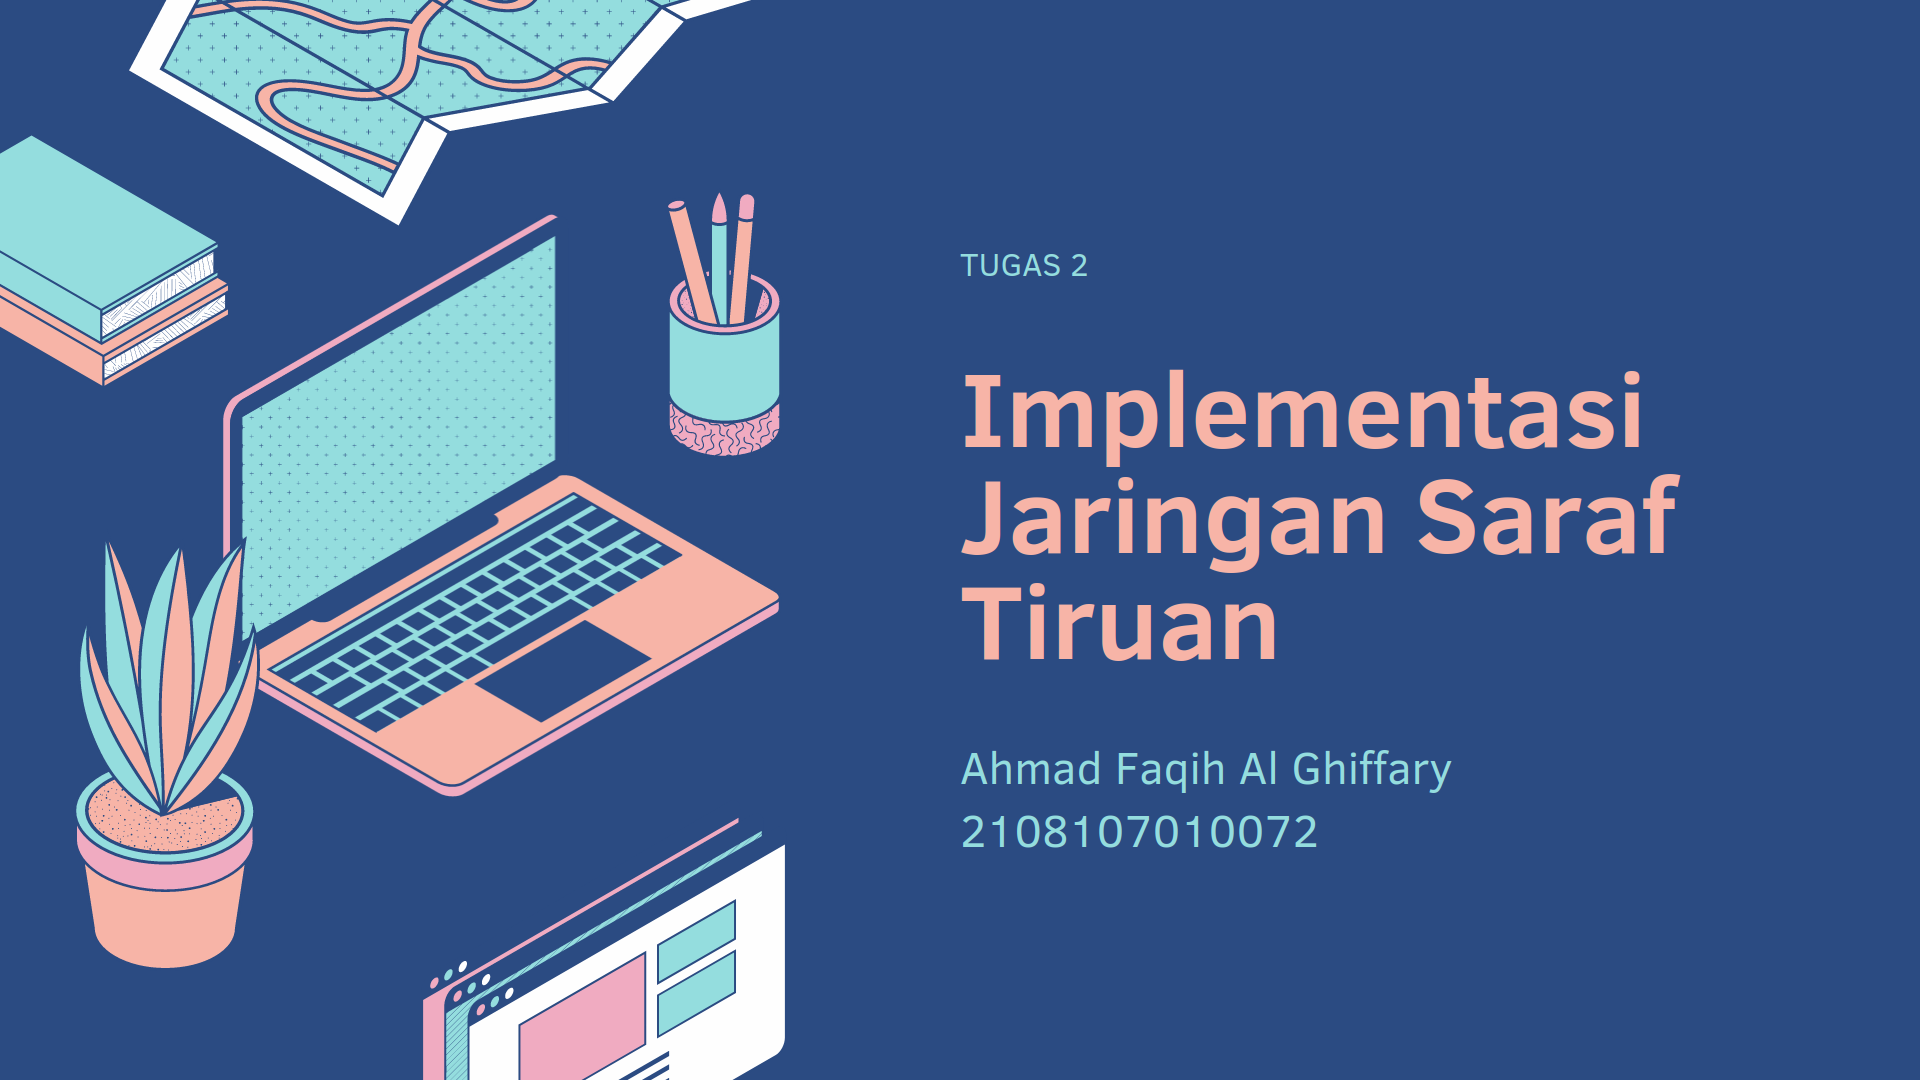 TUGAS 2
Implementasi
Jaringan Saraf
Tiruan
Ahmad Faqih Al Ghiffary
2108107010072